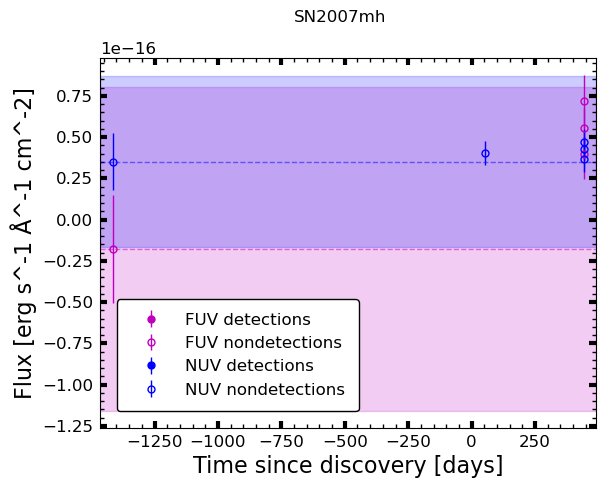 SN2007mh
1e−16
0.75
0.50
0.25
0.00
−0.25
−0.50
−0.75
−1.00
−1.25
Flux [erg s^-1 Å^-1 cm^-2]
FUV detections
FUV nondetections
NUV detections
NUV nondetections
−1250 −1000 −750 −500 −250 0 250
Time since discovery [days]